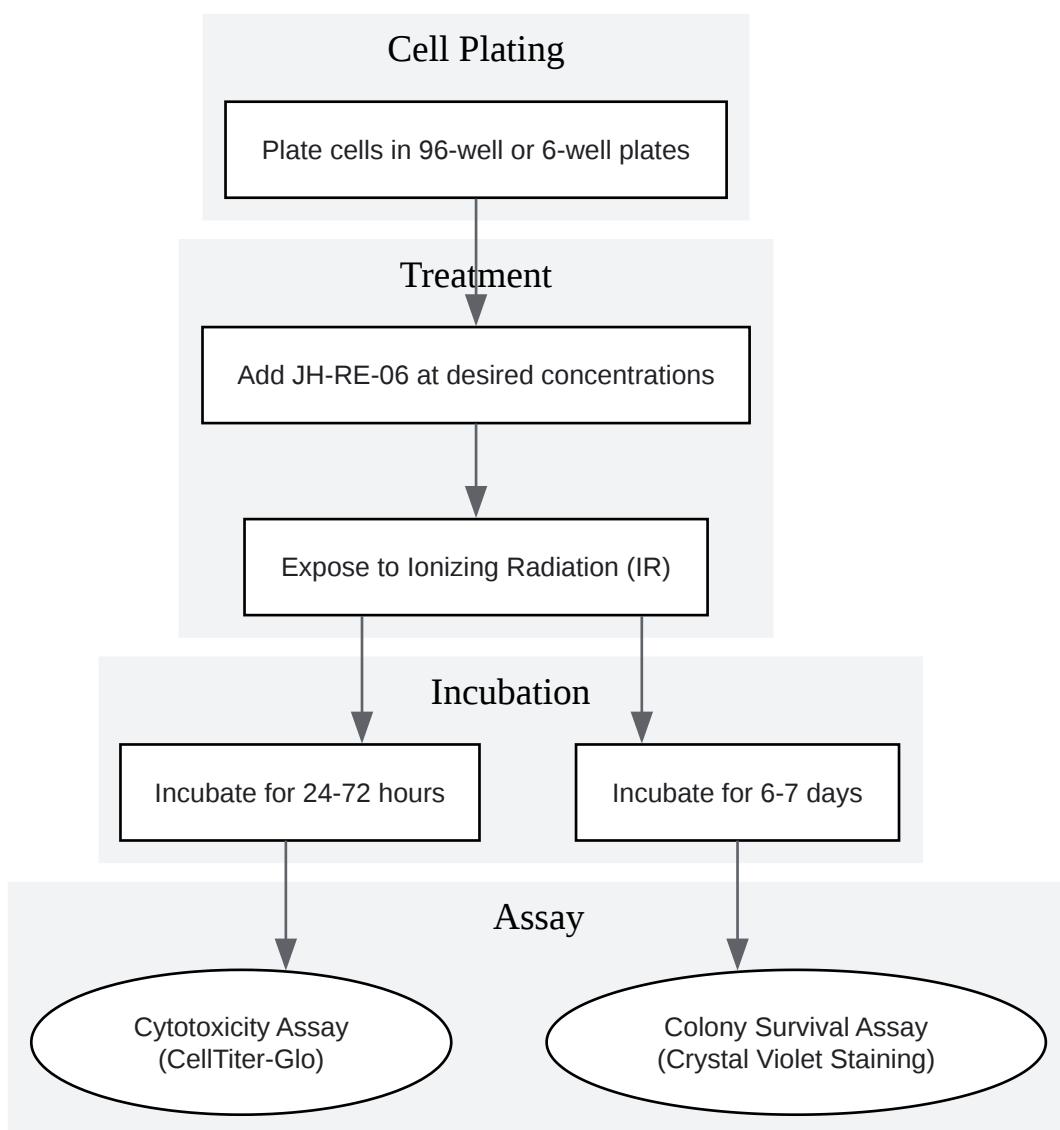 Cell Plating
Plate cells in 96-well or 6-well plates
Treatment
Add JH-RE-06 at desired concentrations
Expose to Ionizing Radiation (IR)
Incubation
Incubate for 24-72 hours
Incubate for 6-7 days
Assay
Cytotoxicity Assay
(CellTiter-Glo)
Colony Survival Assay
(Crystal Violet Staining)